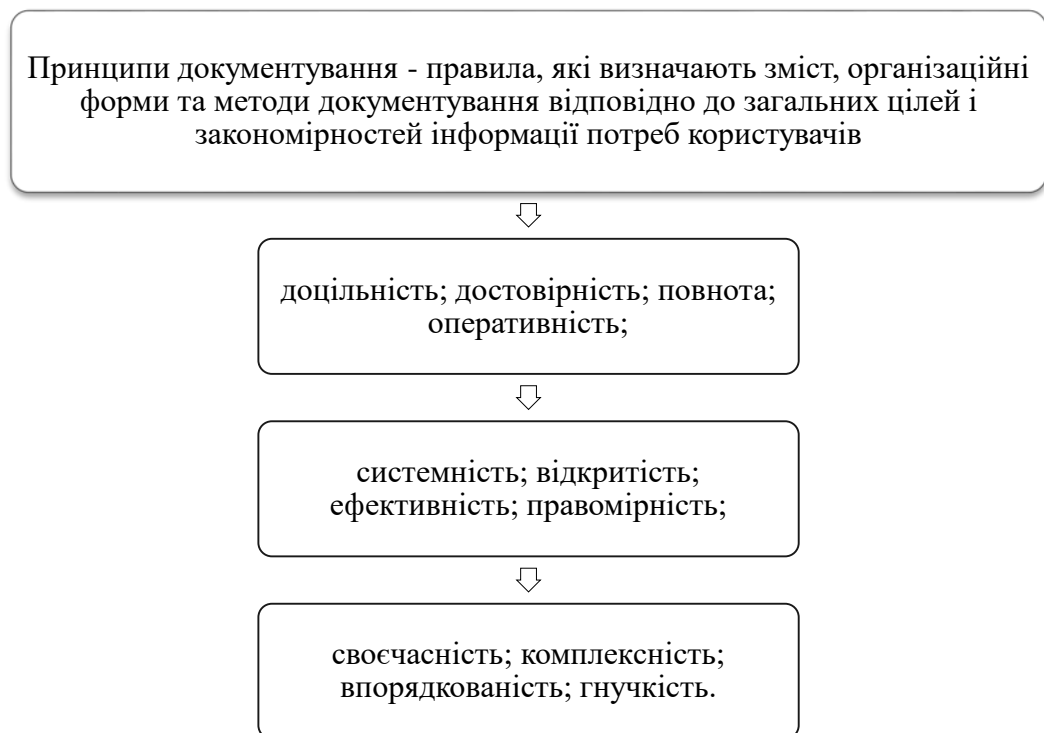 Принципи документування - правила, які визначають зміст, організаційні
форми та методи документування відповідно до загальних цілей і
закономірностей інформації потреб користувачів
доцільність; достовірність; повнота;
оперативність;
системність; відкритість;
ефективність; правомірність;
своєчасність; комплексність;
впорядкованість; гнучкість.